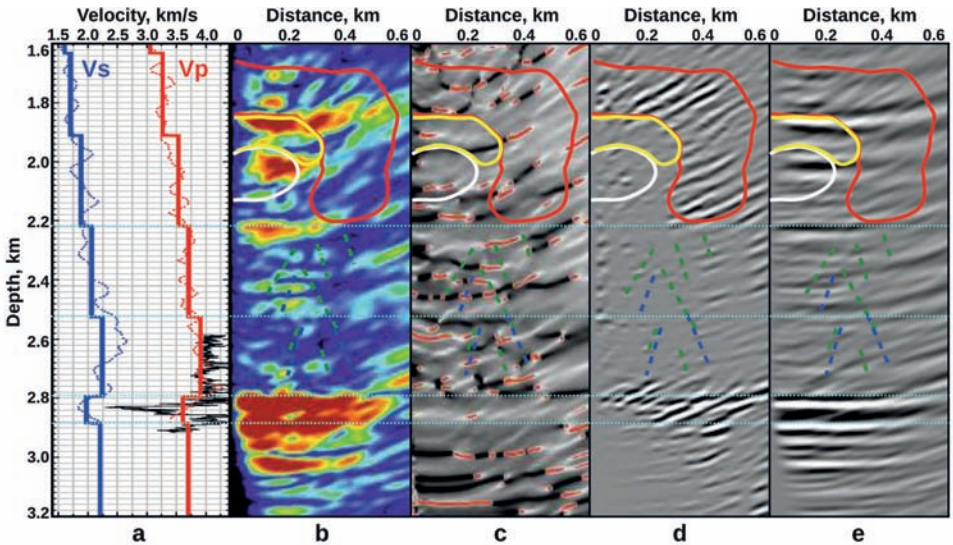 Velocity, km/s Distance, km Distance, km Distance, km Distance, km
1.5 2.0 2.5 3.0 3.5 4.0 0 0.2 0.4 0.6 0 0.2 0.4 0.6 0 0.2 0.4 0.6 0 0.2 0.4 0.6
Vs Vp
Depth, km
1.6
1.8
2.0
2.2
2.4
2.6
2.8
3.0
3.2
a b c d e